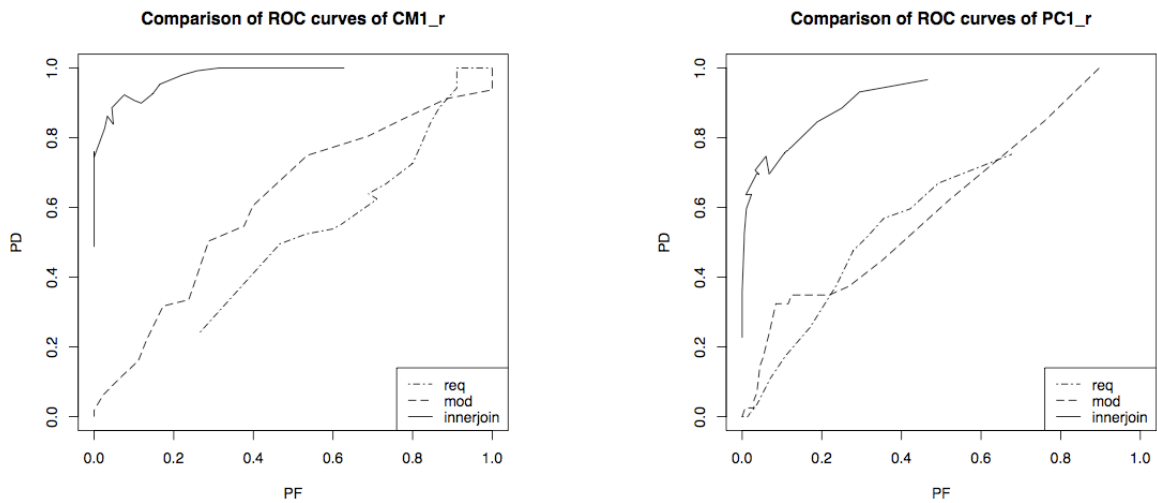 Comparison of ROC curves of CM1_r
PD
1.0
0.8
0.6
0.4
0.2
0.0
req
mod
innerjoin
0.0 0.2 0.4 0.6 0.8 1.0
PF
Comparison of ROC curves of PC1_r
PD
1.0
0.8
0.6
0.4
0.2
0.0
req
mod
innerjoin
0.0 0.2 0.4 0.6 0.8 1.0
PF